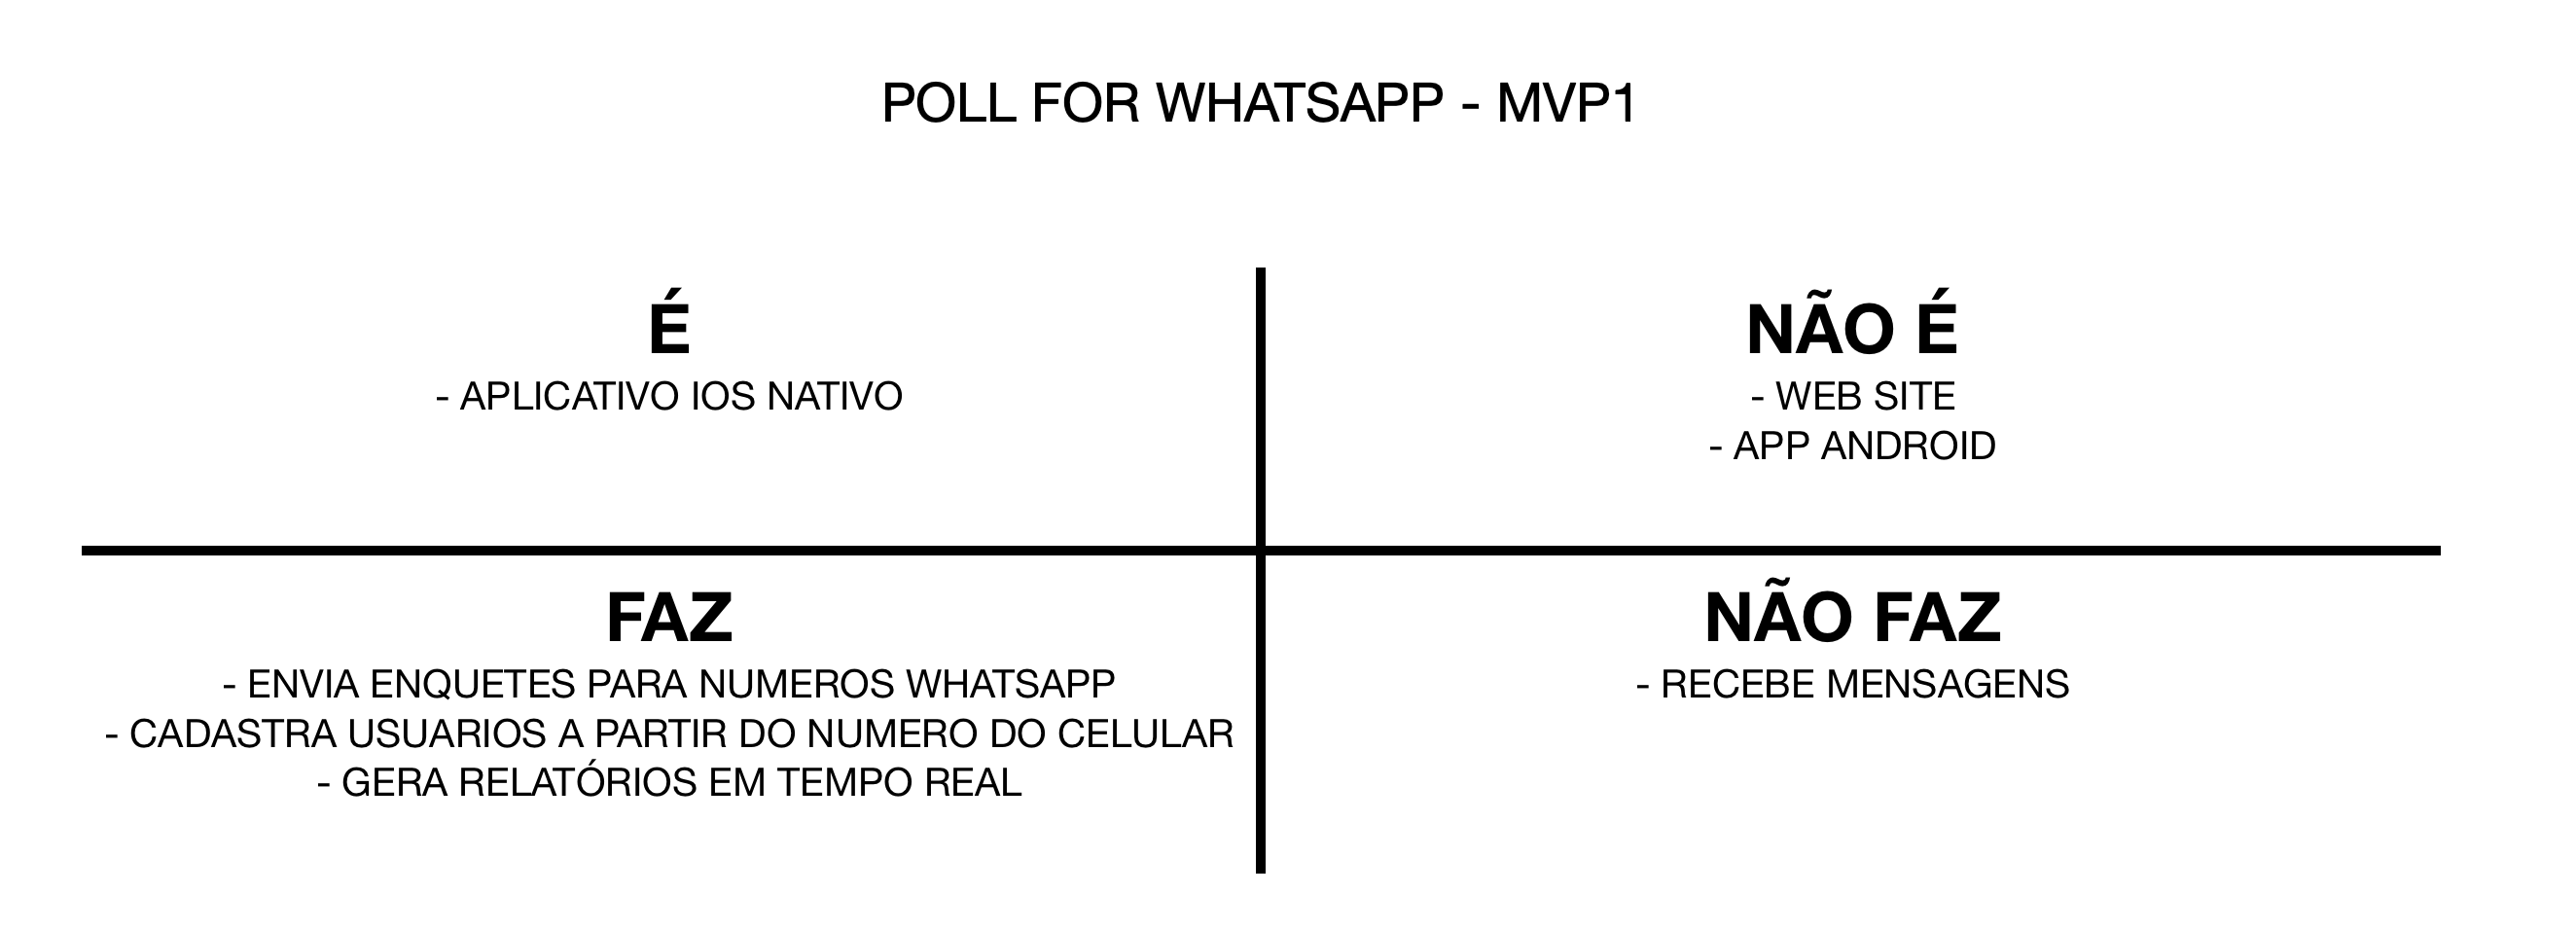 POLL FOR WHATSAPP - MVP1
É
- APLICATIVO IOS NATIVO
NÃO É
- WEB SITE
- APP ANDROID
FAZ
- ENVIA ENQUETES PARA NUMEROS WHATSAPP
- CADASTRA USUARIOS A PARTIR DO NUMERO DO CELULAR
- GERA RELATÓRIOS EM TEMPO REAL
NÃO FAZ
- RECEBE MENSAGENS